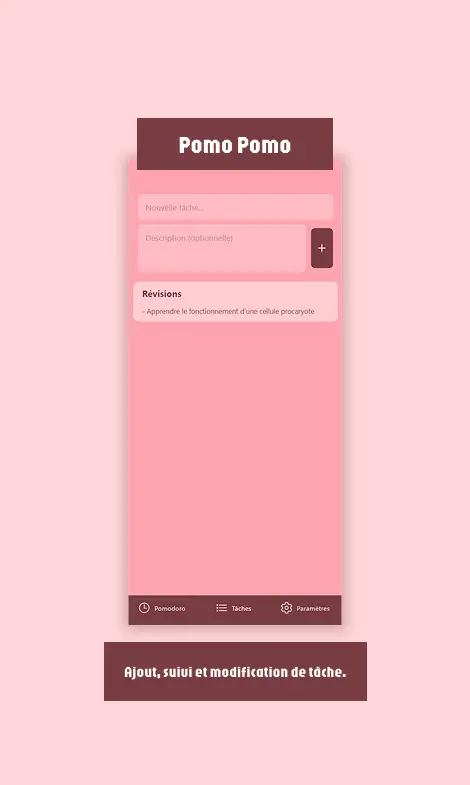 Pomo Pomo
Nouvelle tâche...
Description (optionnelle)
+
Révisions
- Apprendre le fonctionnement d'une cellule procaryote
Pomodoro
Tâches
Paramètres
Ajout, suivi et modification de tâche.